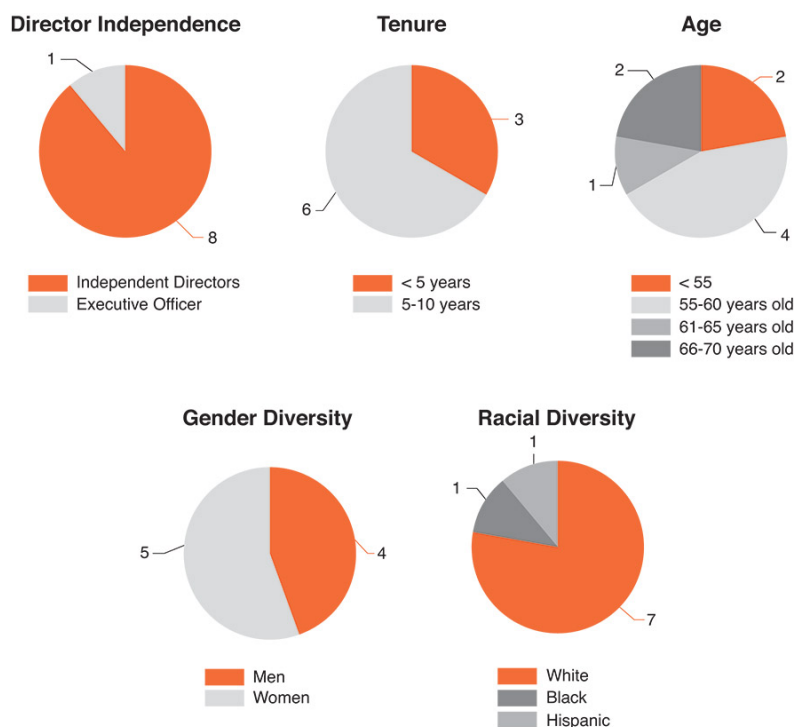 Director Independence
1
8
Independent Directors
Executive Officer
Tenure
3
6
< 5 years
5-10 years
Age
2
2
1
4
< 55
55-60 years old
61-65 years old
66-70 years old
Gender Diversity
5
4
Men
Women
Racial Diversity
1
1
7
White
Black
Hispanic